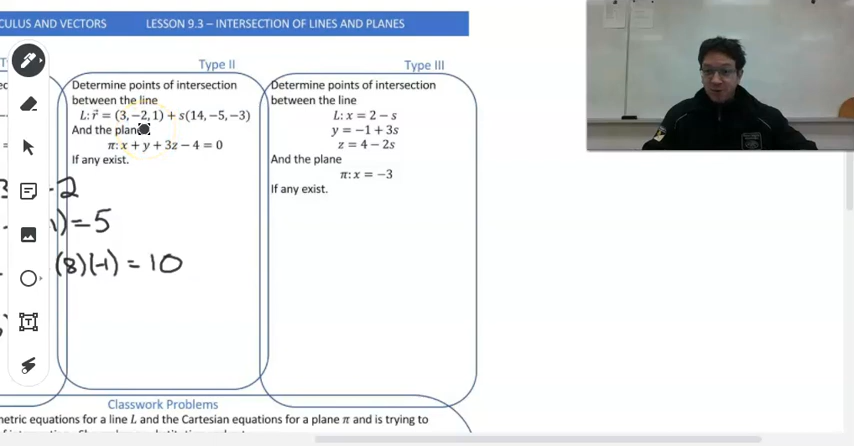 CULUS AND VECTORS LESSON 9.3 – INTERSECTION OF LINES AND PLANES
Type II
Determine points of intersection
between the line
L: r⃗ = (3, −2, 1) + s(14, −5, −3)
And the plane
π: x + y + 3z − 4 = 0
If any exist.
Type III
Determine points of intersection
between the line
L: x = 2 − s
y = −1 + 3s
z = 4 − 2s
And the plane
π: x = −3
If any exist.
-2
1) = 5
(8)(-1) = 10
T
Classwork Problems
metric equations for a line L and the Cartesian equations for a plane π and is trying to